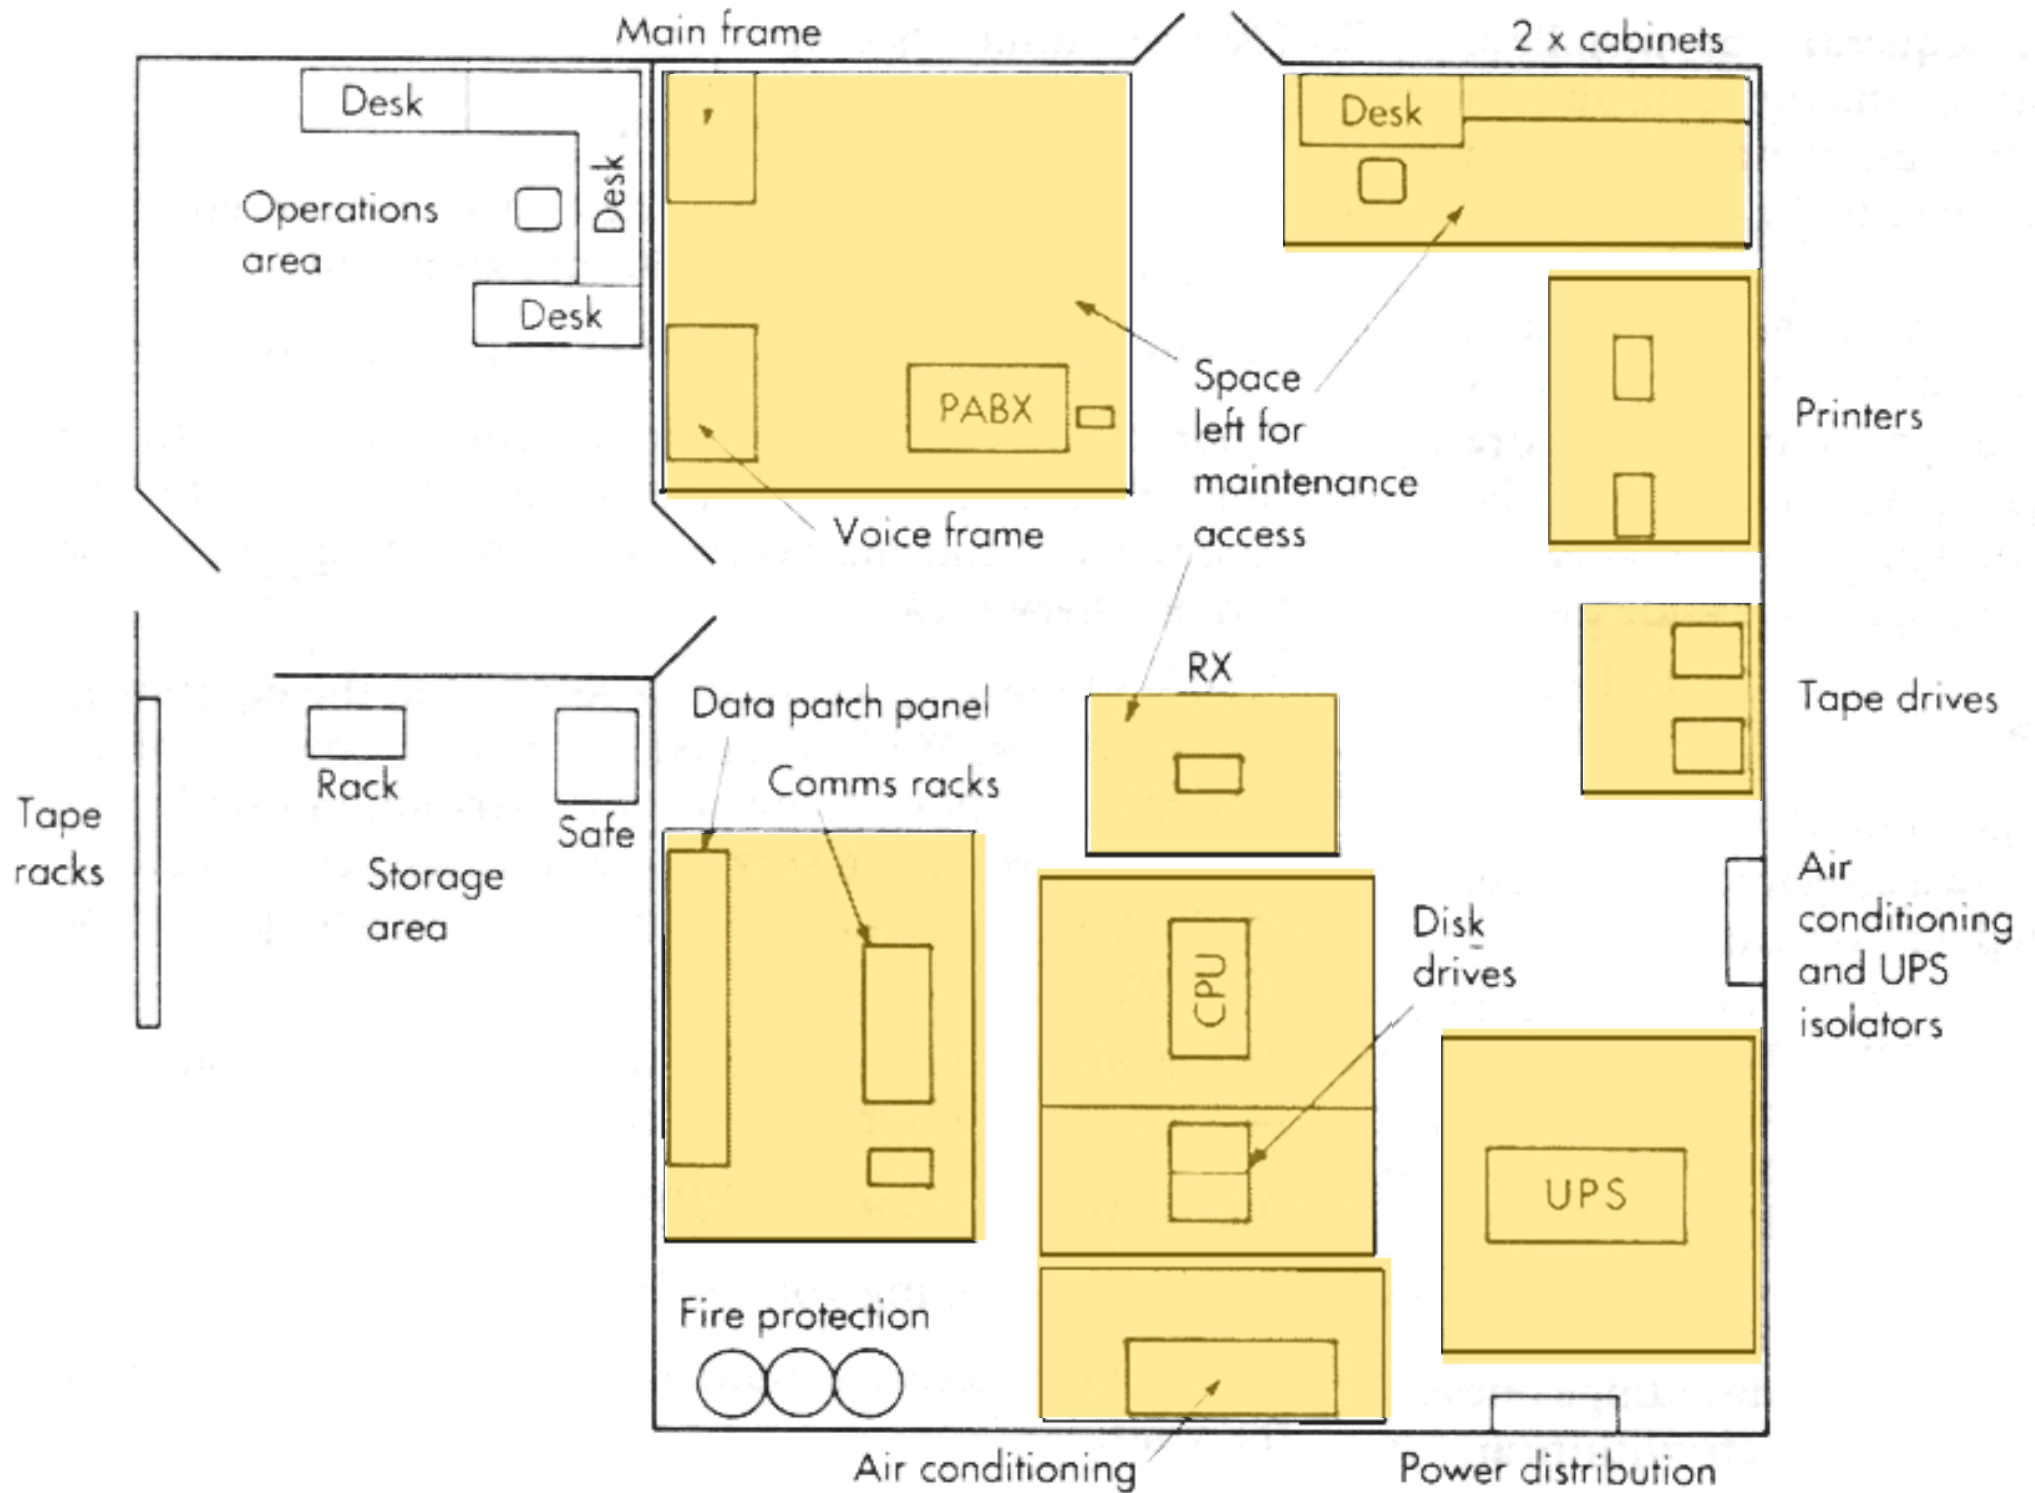 Main frame
2 x cabinets
Desk
Desk
Desk
Operations
area
Desk
PABX
Space
left for
maintenance
access
Printers
Voice frame
RX
Tape drives
Data patch panel
Comms racks
Rack
Safe
Tape
racks
Storage
area
CPU
Disk
drives
Air
conditioning
and UPS
isolators
UPS
Fire protection
Air conditioning
Power distribution